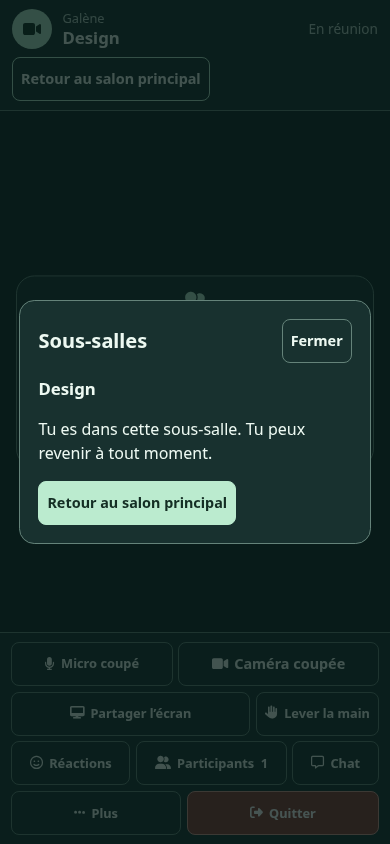 Galène
Design
En réunion
Retour au salon principal
Sous-salles
Fermer
Design
Tu es dans cette sous-salle. Tu peux
revenir à tout moment.
Retour au salon principal
Micro coupé
Caméra coupée
Partager l'écran
Lever la main
Réactions
Participants 1
Chat
Plus
Quitter